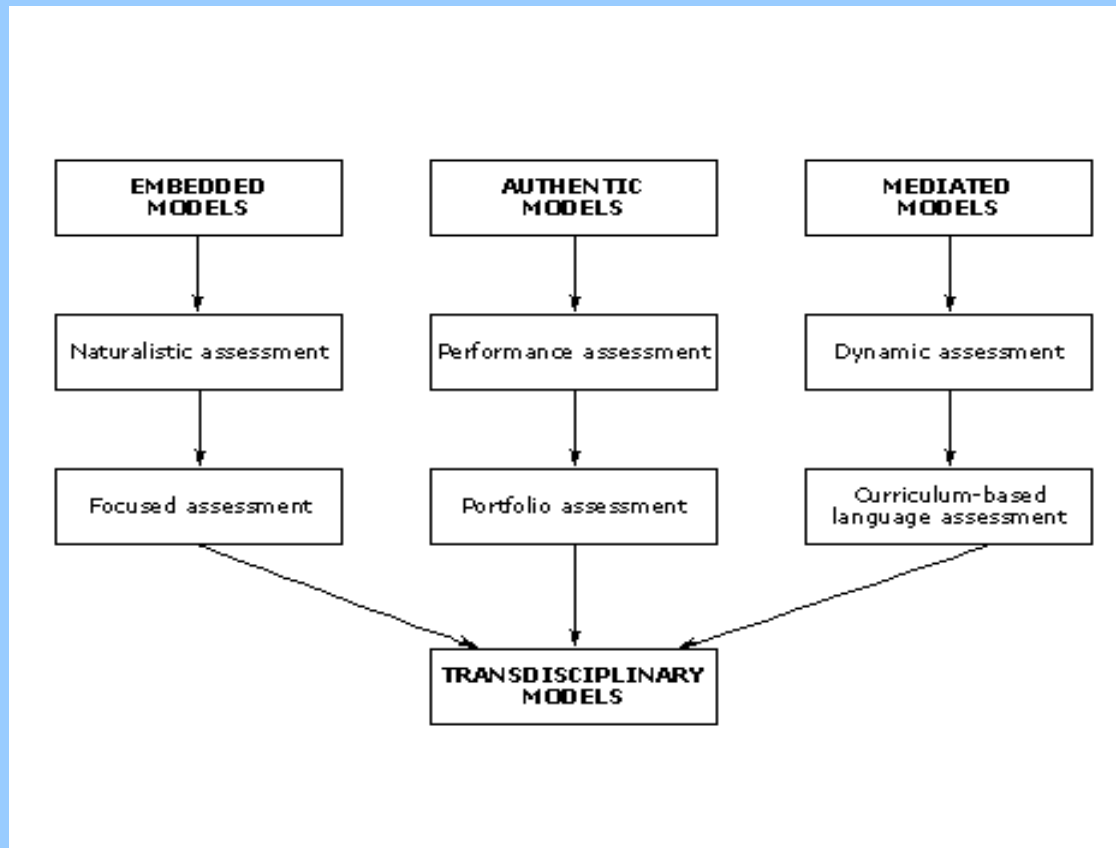 EMBEDDED
MODELS
AUTHENTIC
MODELS
MEDIATED
MODELS
Naturalistic assessment
Performance assessment
Dynamic assessment
Focused assessment
Portfolio assessment
Curriculum-based
language assessment
TRANSDISCIPLINARY
MODELS